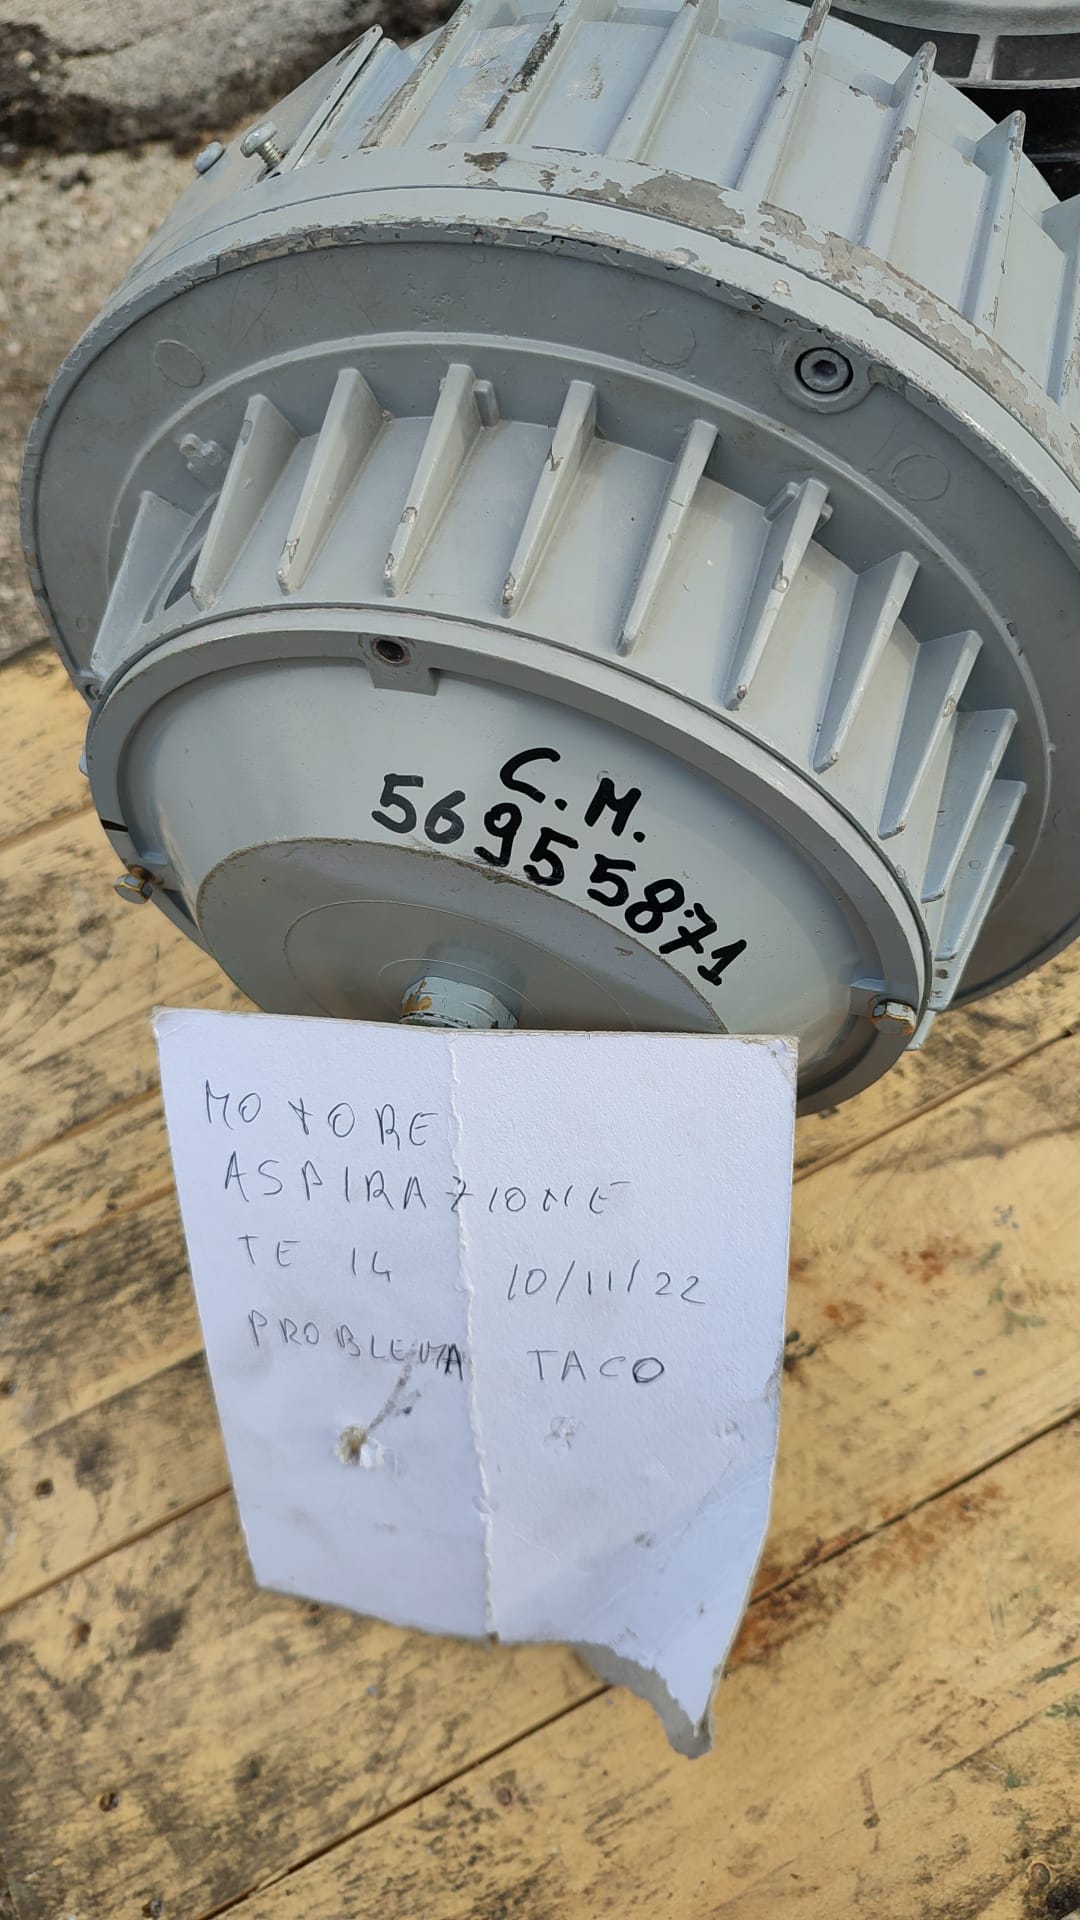 C.M.
56955871
MOTORE
ASPIRAZIONE
TE 14 10/11/22
PROBLEMA TACO